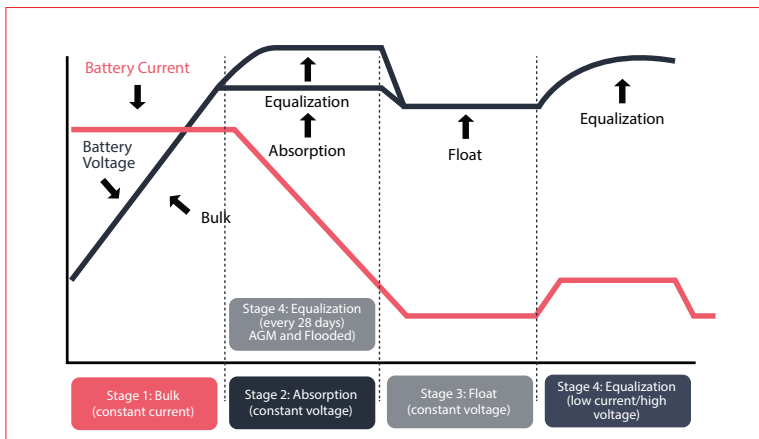 Battery Current
Equalization
Absorption
Battery
Voltage
Bulk
Float
Equalization
Stage 4: Equalization
(every 28 days)
AGM and Flooded)
Stage 1: Bulk
(constant current)
Stage 2: Absorption
(constant voltage)
Stage 3: Float
(constant voltage)
Stage 4: Equalization
(low current/high
voltage)